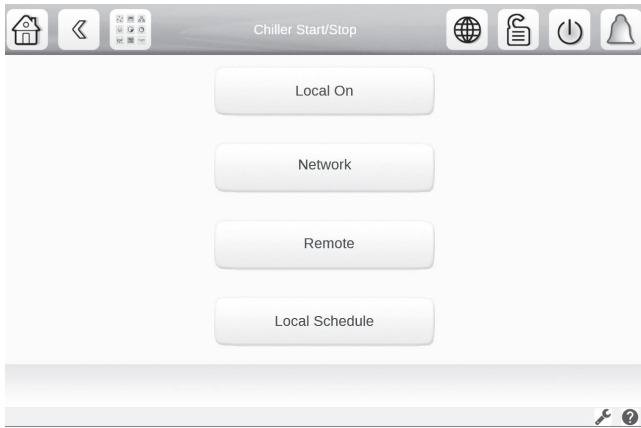 Chiller Start/Stop
Local On
Network
Remote
Local Schedule